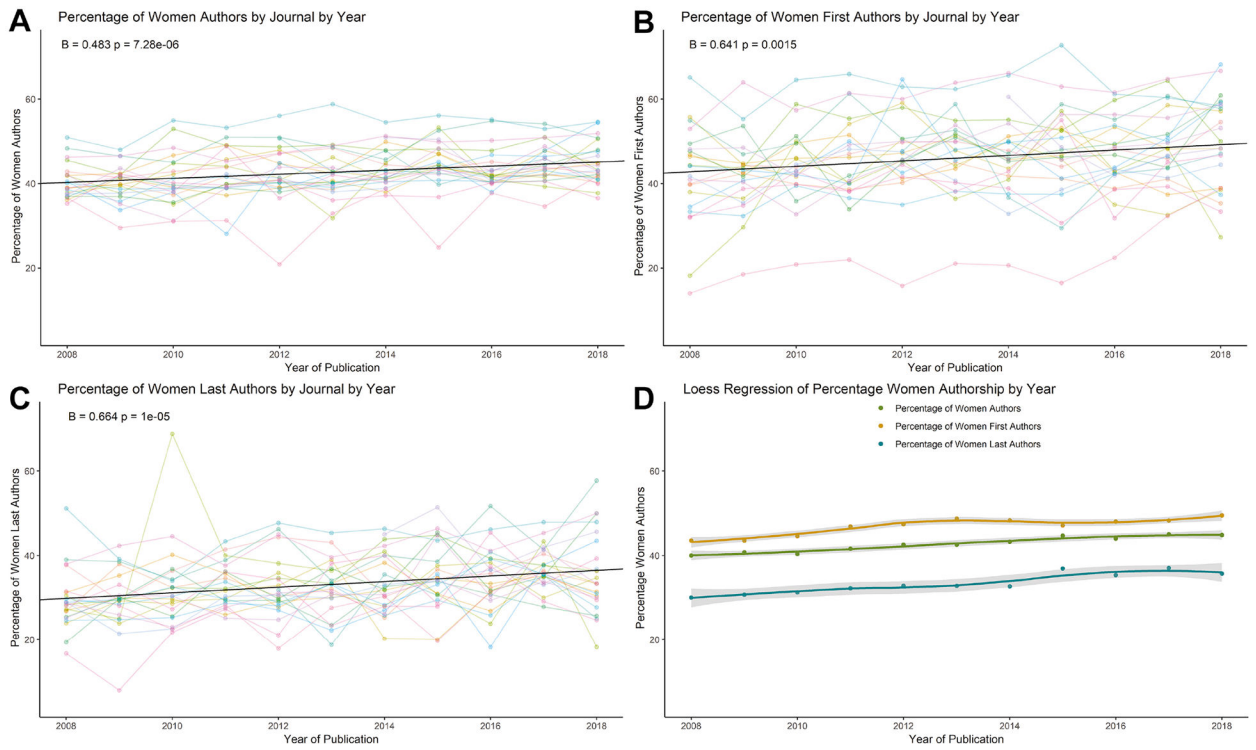 A
Percentage of Women Authors by Journal by Year
B = 0.483 p = 7.28e-06
Percentage of Women Authors
60
40
20
2008 2010 2012 2014 2016 2018
Year of Publication
B
Percentage of Women First Authors by Journal by Year
B = 0.641 p = 0.0015
Percentage of Women First Authors
60
40
20
2008 2010 2012 2014 2016 2018
Year of Publication
C
Percentage of Women Last Authors by Journal by Year
B = 0.664 p = 1e-05
Percentage of Women Last Authors
60
40
20
2008 2010 2012 2014 2016 2018
Year of Publication
D
Loess Regression of Percentage Women Authorship by Year
Percentage of Women Authors
Percentage of Women First Authors
Percentage of Women Last Authors
Percentage Women Authors
60
40
20
2008 2010 2012 2014 2016 2018
Year of Publication